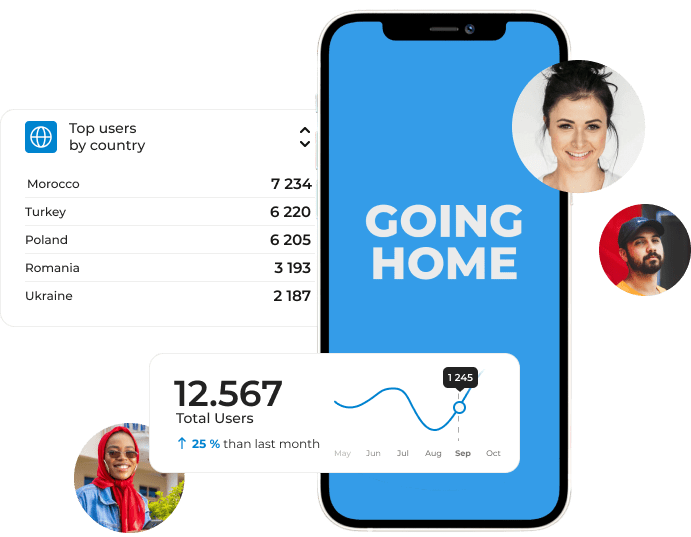 Top users
by country
Morocco 7 234
Turkey 6 220
Poland 6 205
Romania 3 193
Ukraine 2 187
GOING
HOME
12.567
Total Users
↑ 25 % than last month
1 245
May Jun Jul Aug Sep Oct